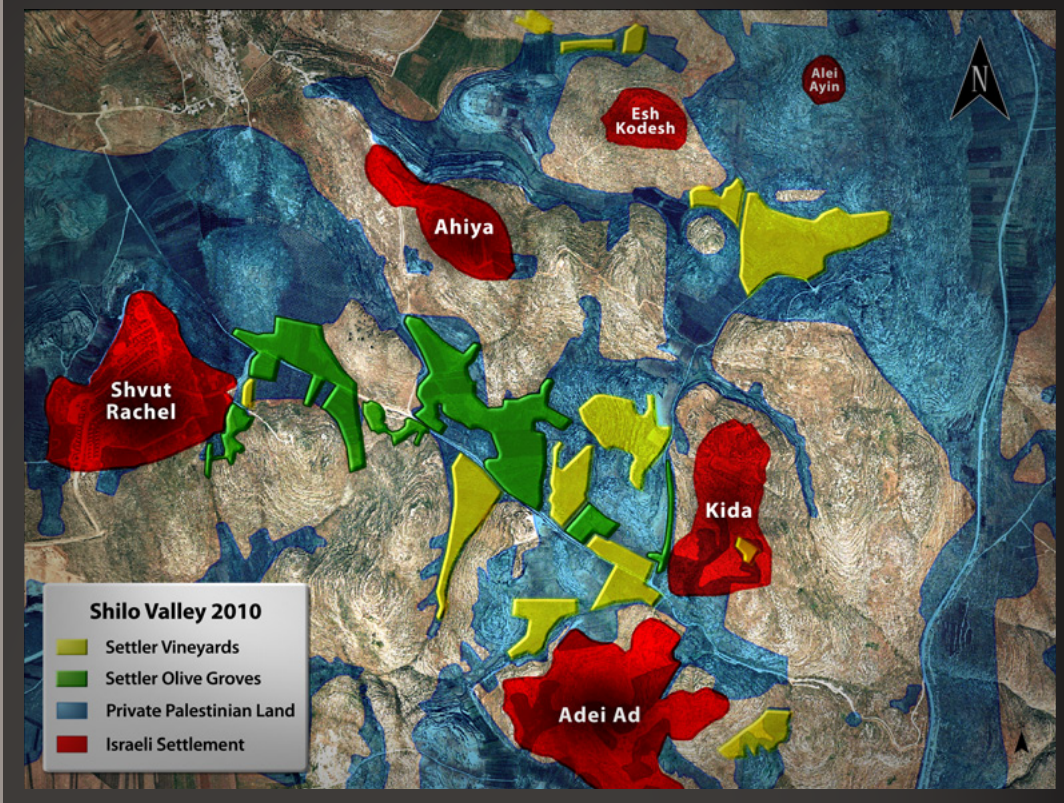 N
Alei
Ayin
Esh
Kodesh
Ahiya
Shvut
Rachel
Kida
Adei Ad
Shilo Valley 2010
Settler Vineyards
Settler Olive Groves
Private Palestinian Land
Israeli Settlement